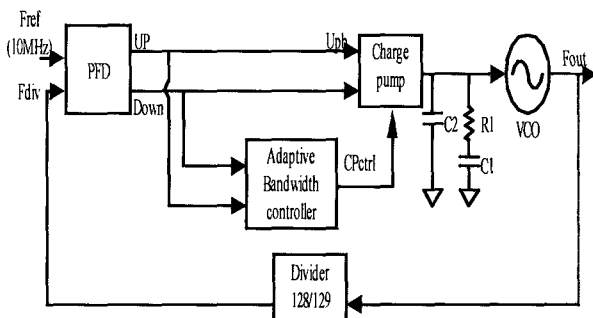 Fref
(10MHz)
Fdiv
PFD
UP
Down
Upb
Charge
pump
C2
R1
C1
VCO
Fout
Adaptive
Bandwidth
controller
CPctrl
Divider
128/129